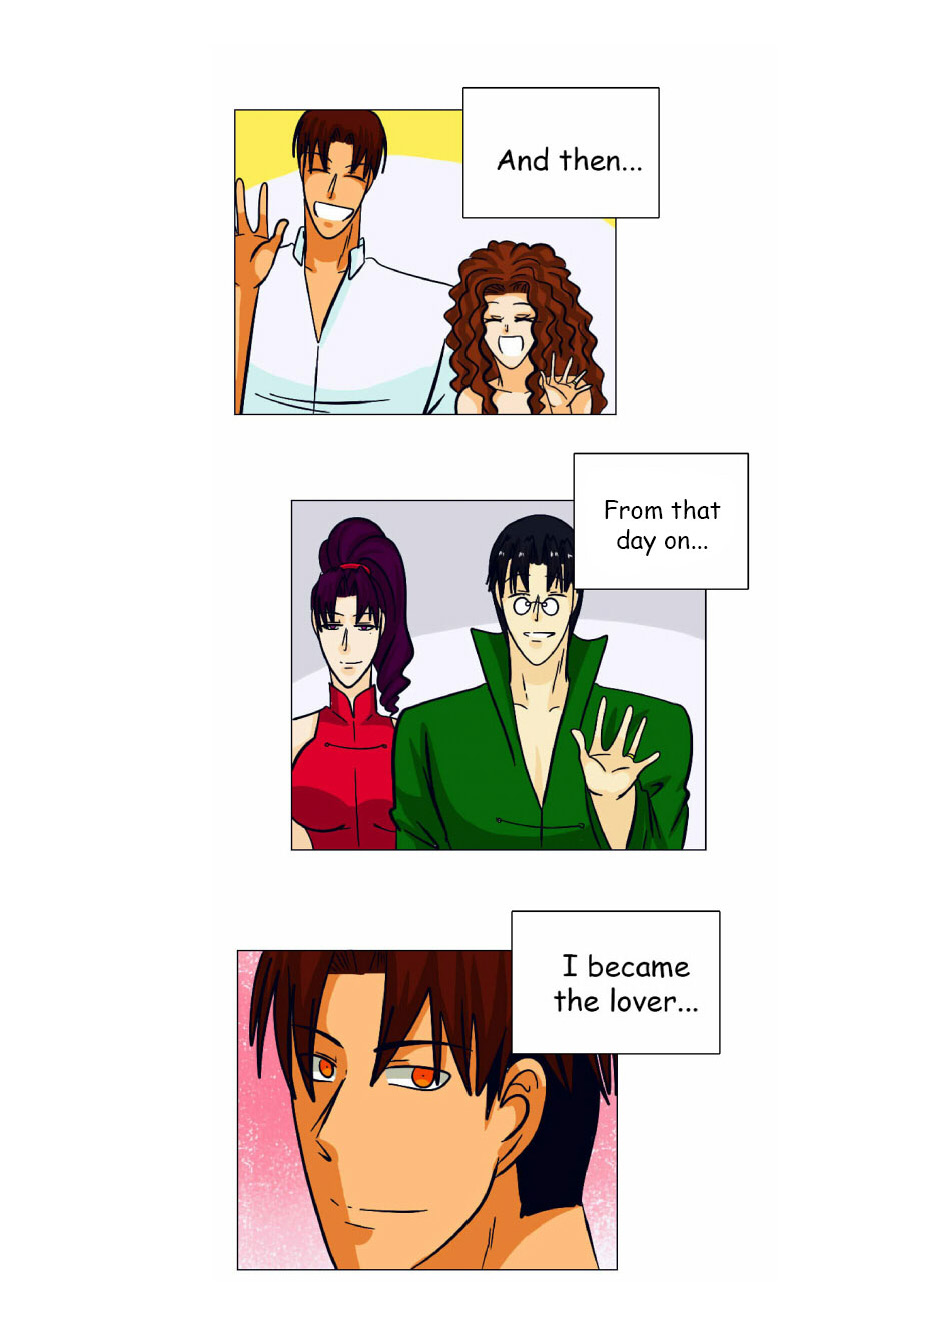 And then...
From that
day on...
I became
the lover...